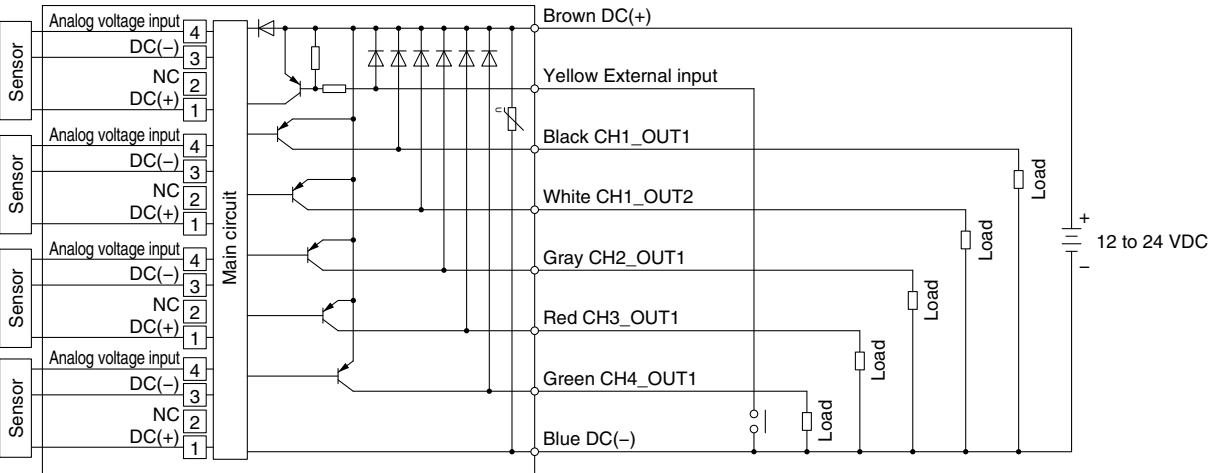 Sensor
Analog voltage input 4
DC(−) 3
NC 2
DC(+) 1
Sensor
Analog voltage input 4
DC(−) 3
NC 2
DC(+) 1
Sensor
Analog voltage input 4
DC(−) 3
NC 2
DC(+) 1
Sensor
Analog voltage input 4
DC(−) 3
NC 2
DC(+) 1
Main circuit
U
Brown DC(+)
Yellow External input
Black CH1_OUT1
White CH1_OUT2
Gray CH2_OUT1
Red CH3_OUT1
Green CH4_OUT1
Blue DC(−)
Load
Load
Load
Load
Load
+
12 to 24 VDC
−